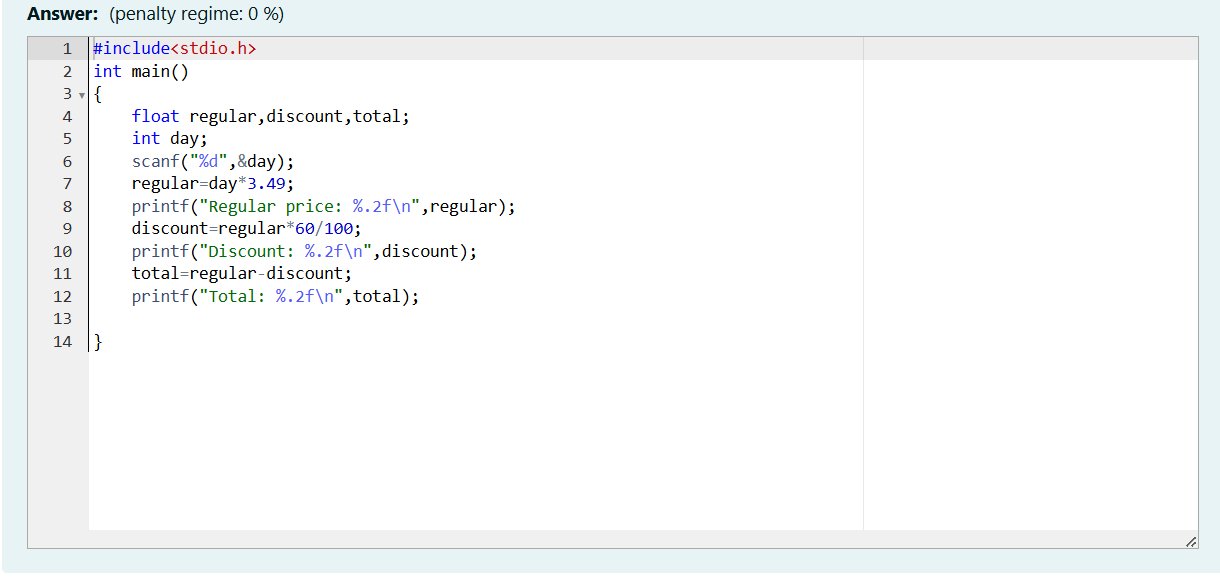 Answer: (penalty regime: 0 %)
1 #include<stdio.h>
2 int main()
3 {
4     float regular,discount,total;
5     int day;
6     scanf("%d",&day);
7     regular=day*3.49;
8     printf("Regular price: %.2f\n",regular);
9     discount=regular*60/100;
10     printf("Discount: %.2f\n",discount);
11     total=regular-discount;
12     printf("Total: %.2f\n",total);
13
14 }